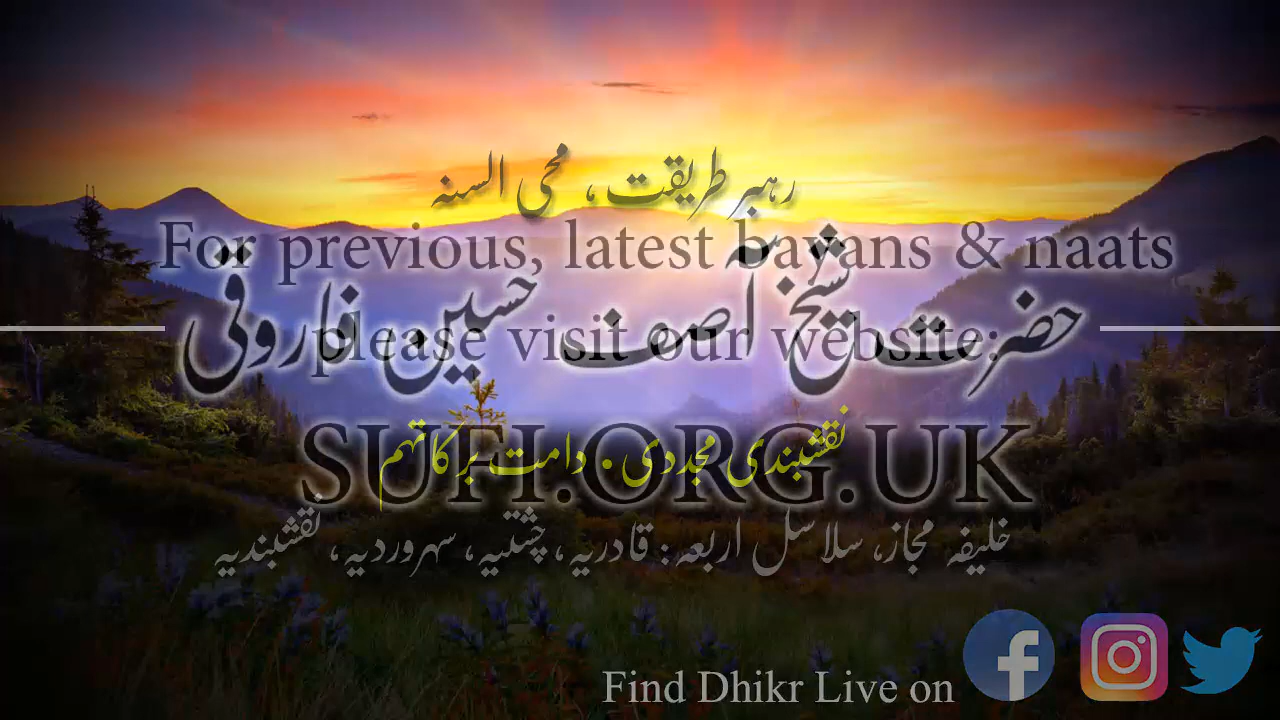 رہبر طریقت، محی السنہ
For previous, latest bayans & naats
حضرت شیخ آصف حسین فاروقی
please visit our website:
نقشبندی مجددی ۔ دامت برکاتہم
SUFI.ORG.UK
خلیفہ مجاز، سلاسل اربعہ: قادریہ، چشتیہ، سہروردیہ، نقشبندیہ
Find Dhikr Live on